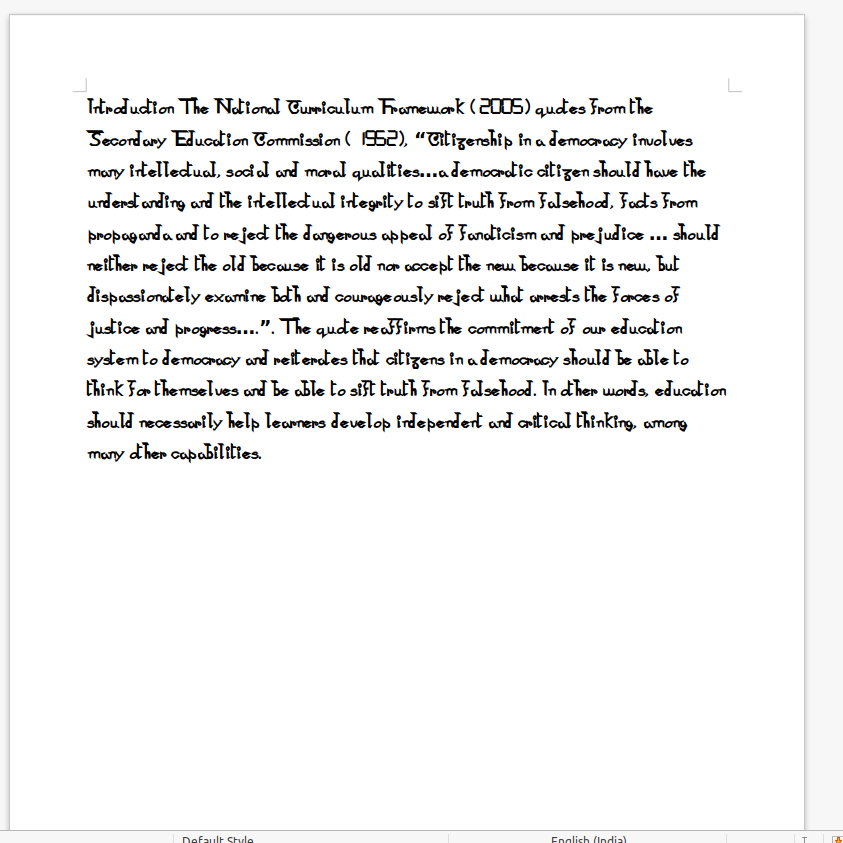 Introduction The National Curriculum Framework ( 2005) quotes from the
Secondary Education Commission ( 1952), “Citizenship in a democracy involves
many intellectual, social and moral qualities...a democratic citizen should have the
understanding and the intellectual integrity to sift truth from falsehood, facts from
propaganda and to reject the dangerous appeal of fanaticism and prejudice ... should
neither reject the old because it is old nor accept the new because it is new, but
dispassionately examine both and courageously reject what arrests the forces of
justice and progress....”. The quote reaffirms the commitment of our education
system to democracy and reiterates that citizens in a democracy should be able to
think for themselves and be able to sift truth from falsehood. In other words, education
should necessarily help learners develop independent and critical thinking, among
many other capabilities.
Default Style English (India)